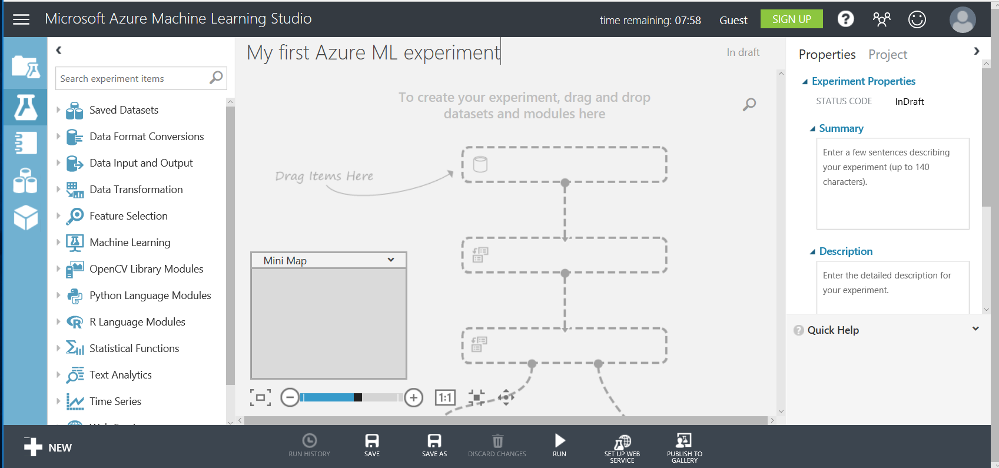 Microsoft Azure Machine Learning Studio
time remaining: 07:58
Guest
SIGN UP
My first Azure ML experiment
In draft
Search experiment items
Saved Datasets
Data Format Conversions
Data Input and Output
Data Transformation
Feature Selection
Machine Learning
OpenCV Library Modules
Python Language Modules
R Language Modules
Statistical Functions
Text Analytics
Time Series
To create your experiment, drag and drop
datasets and modules here
Drag Items Here
Mini Map
1:1
Properties
Project
Experiment Properties
STATUS CODE
InDraft
Summary
Enter a few sentences describing
your experiment (up to 140
characters).
Description
Enter the detailed description for
your experiment.
Quick Help
NEW
RUN HISTORY
SAVE
SAVE AS
DISCARD CHANGES
RUN
SET UP WEB
SERVICE
PUBLISH TO
GALLERY